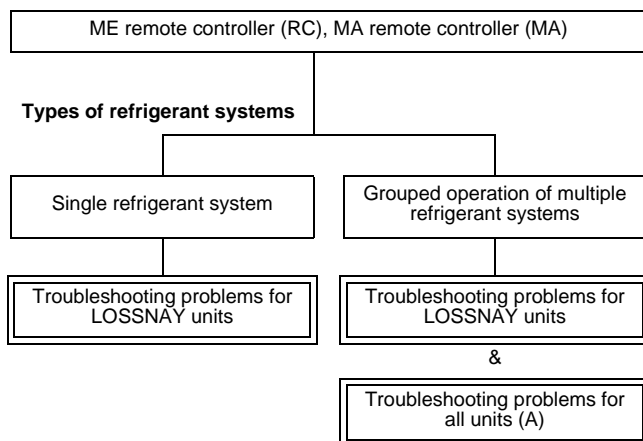 ME remote controller (RC), MA remote controller (MA)
Types of refrigerant systems
Single refrigerant system
Grouped operation of multiple
refrigerant systems
Troubleshooting problems for
LOSSNAY units
Troubleshooting problems for
LOSSNAY units
&
Troubleshooting problems for
all units (A)